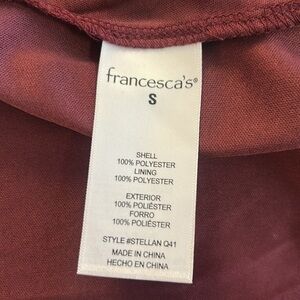 francesca's®
S
SHELL
100% POLYESTER
LINING
100% POLYESTER
EXTERIOR
100% POLIÉSTER
FORRO
100% POLIÉSTER
STYLE #STELLAN Q41
MADE IN CHINA
HECHO EN CHINA